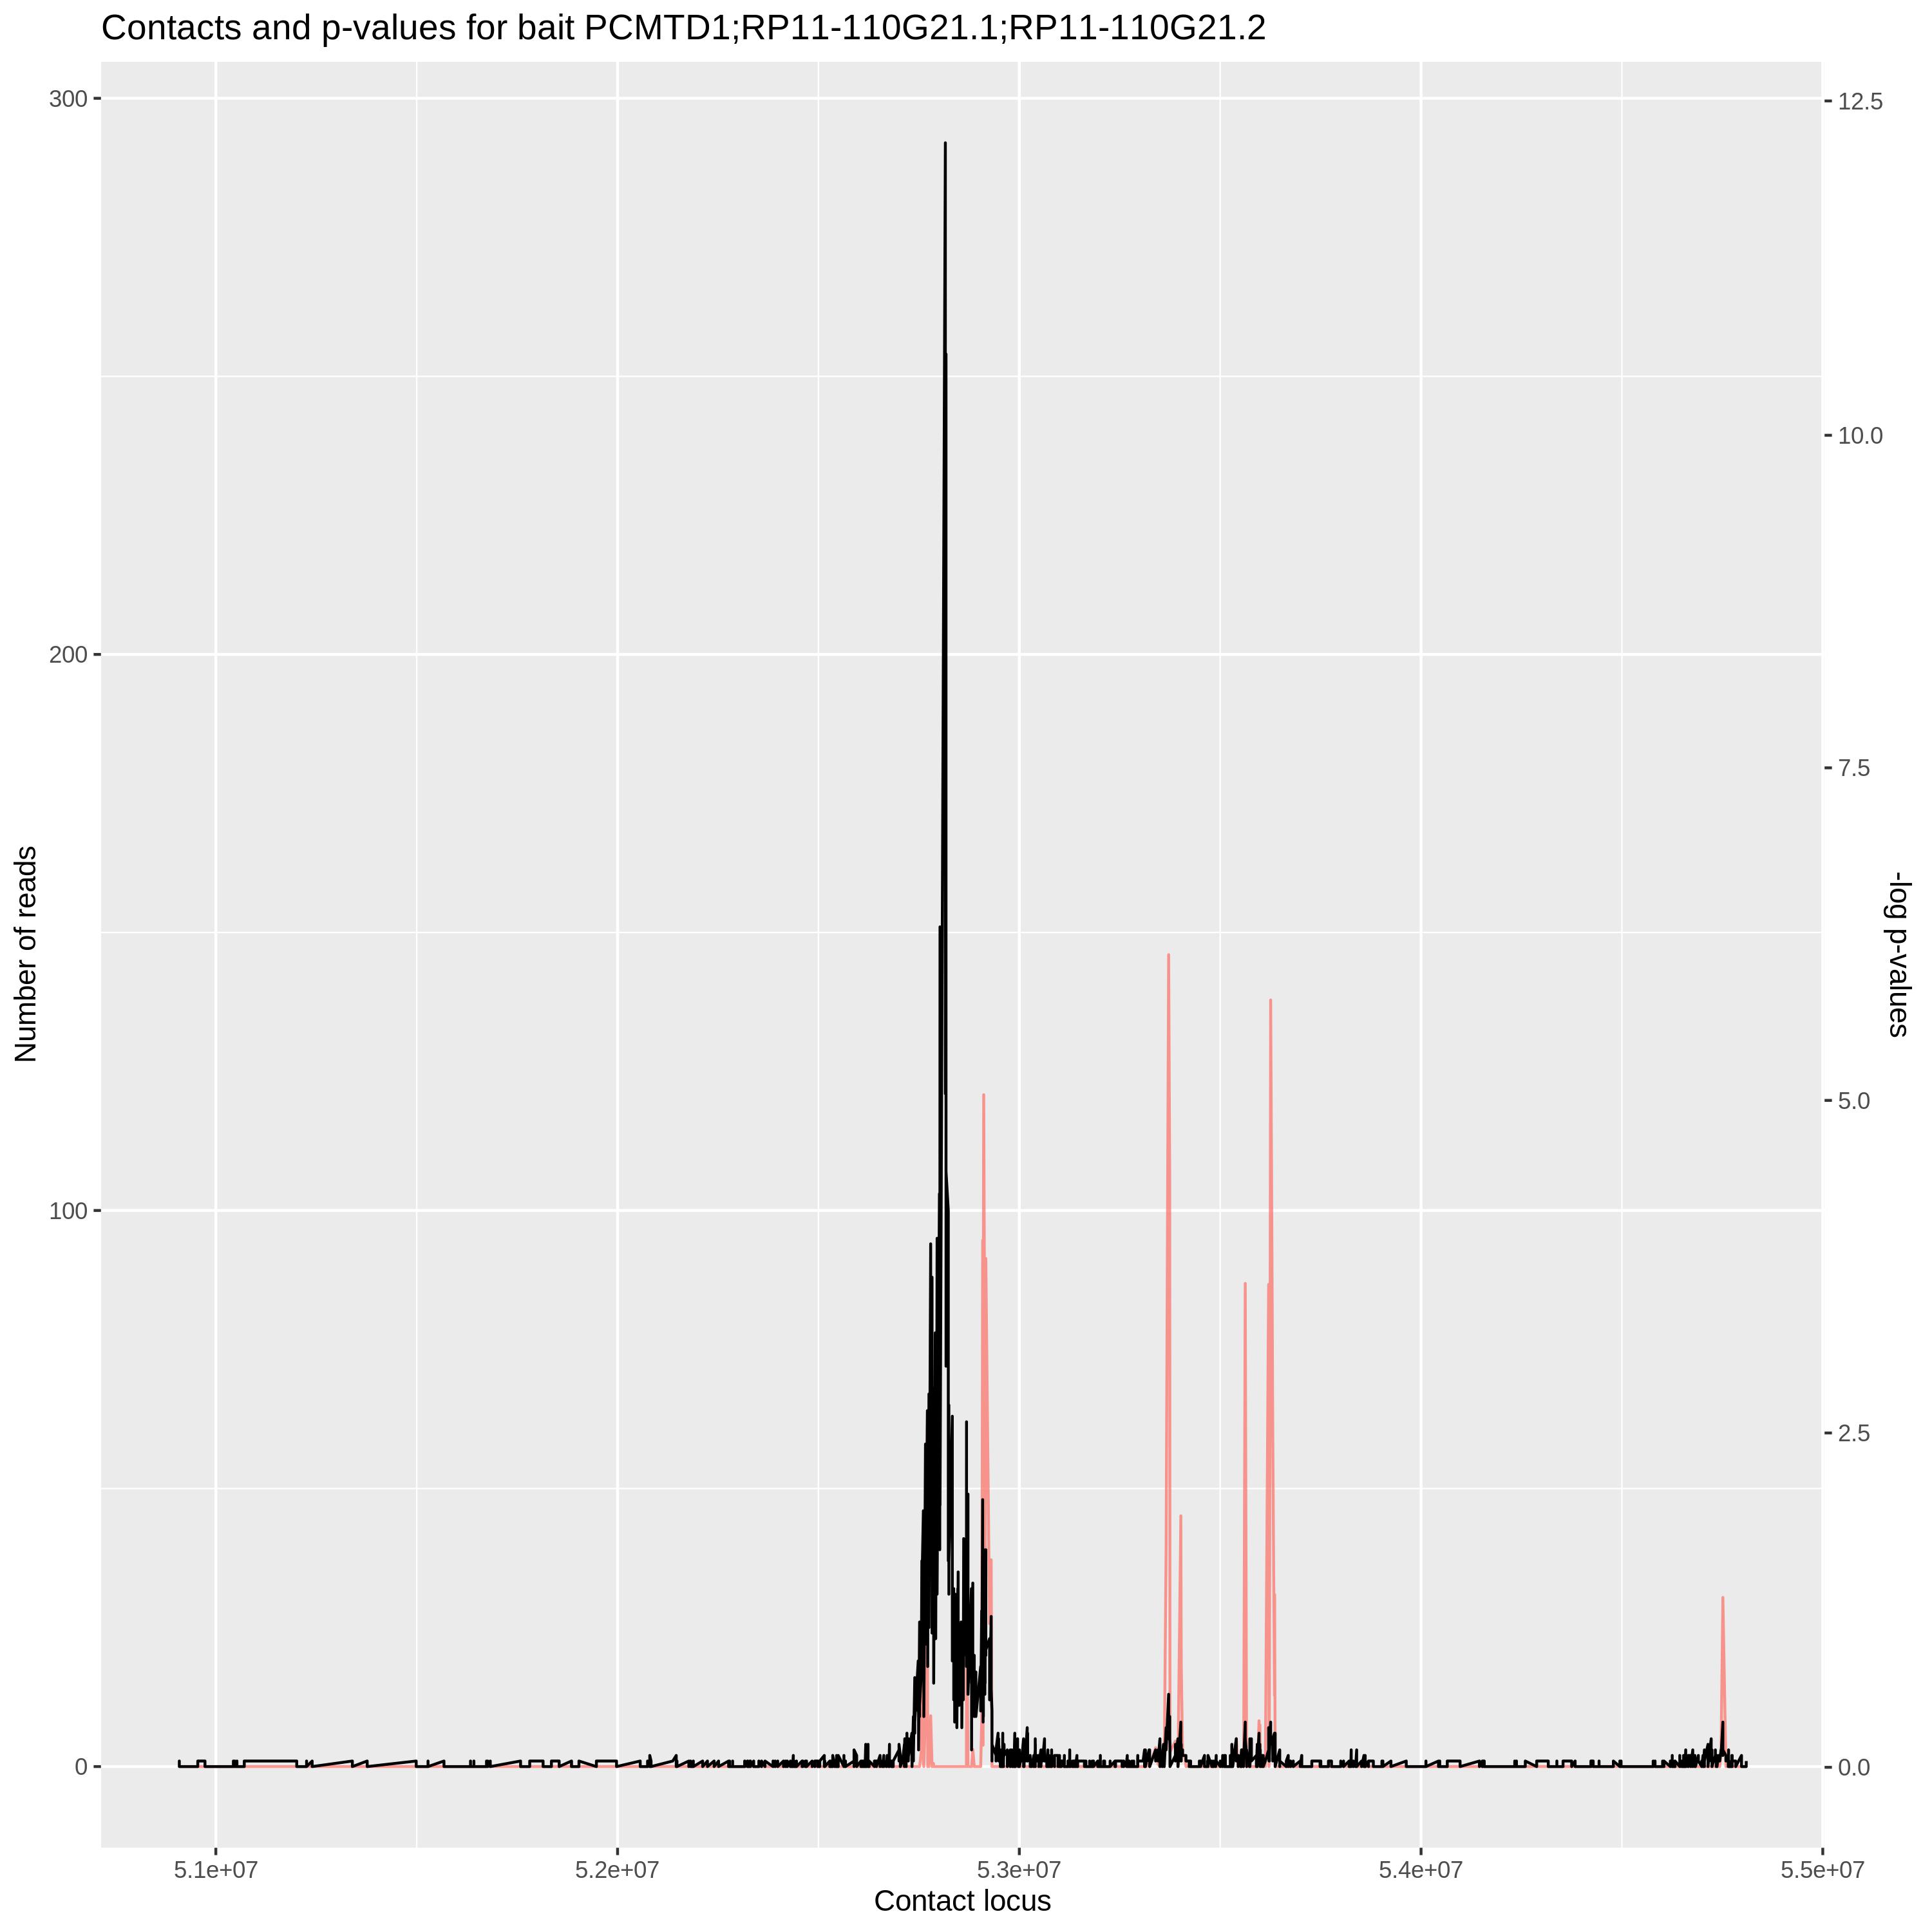 Contacts and p-values for bait PCMTD1;RP11-110G21.1;RP11-110G21.2
Number of reads
300
200
100
0
12.5
10.0
7.5
5.0
2.5
0.0
-log p-values
5.1e+07 5.2e+07 5.3e+07 5.4e+07 5.5e+07
Contact locus